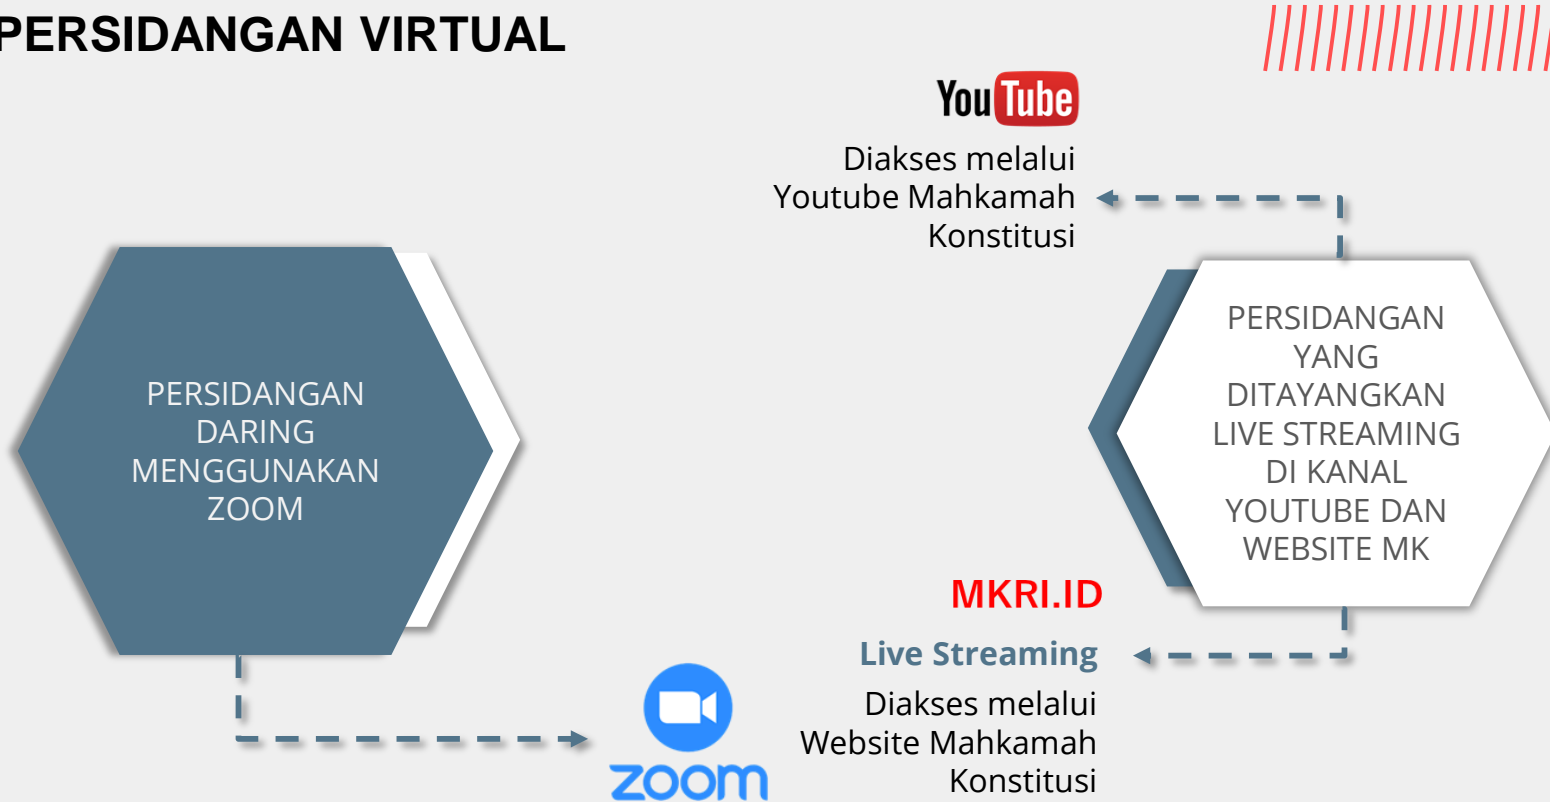 PERSIDANGAN VIRTUAL
YouTube
Diakses melalui
Youtube Mahkamah
Konstitusi
PERSIDANGAN
DARING
MENGGUNAKAN
ZOOM
zoom
PERSIDANGAN
YANG
DITAYANGKAN
LIVE STREAMING
DI KANAL
YOUTUBE DAN
WEBSITE MK
MKRI.ID
Live Streaming
Diakses melalui
Website Mahkamah
Konstitusi